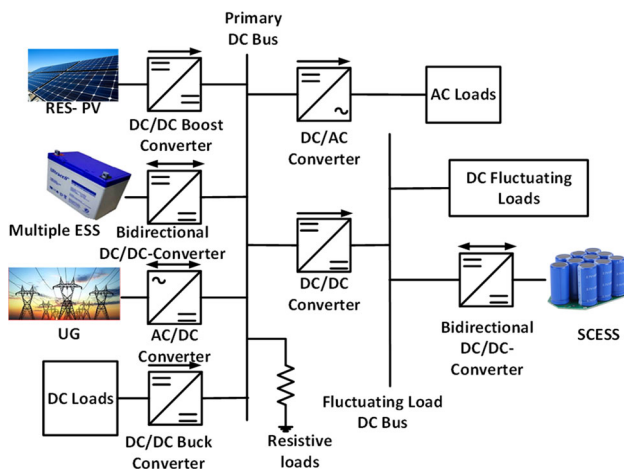 Primary
DC Bus
RES- PV
DC/DC Boost
Converter
DC/AC
Converter
AC Loads
Multiple ESS
Bidirectional
DC/DC-Converter
DC Fluctuating
Loads
DC/DC
Converter
UG
AC/DC
Converter
Bidirectional
DC/DC-
Converter
SCESS
DC Loads
DC/DC Buck
Converter
Resistive
loads
Fluctuating Load
DC Bus